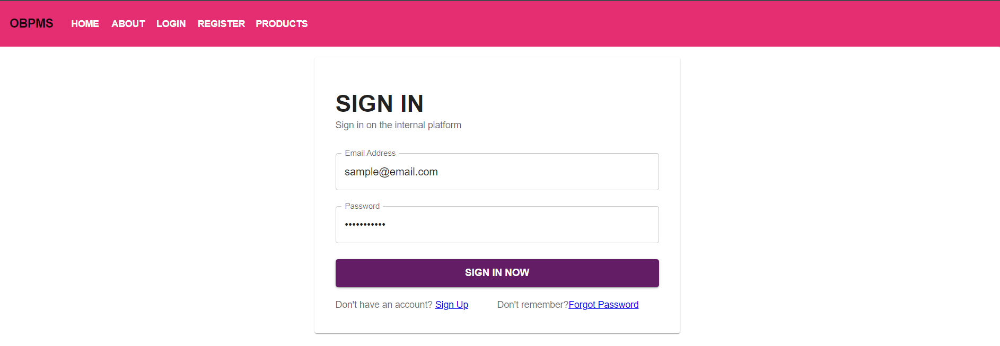 OBPMS HOME ABOUT LOGIN REGISTER PRODUCTS
SIGN IN
Sign in on the internal platform
Email Address
sample@email.com
Password
•••••••••••
SIGN IN NOW
Don't have an account? Sign Up Don't remember?Forgot Password